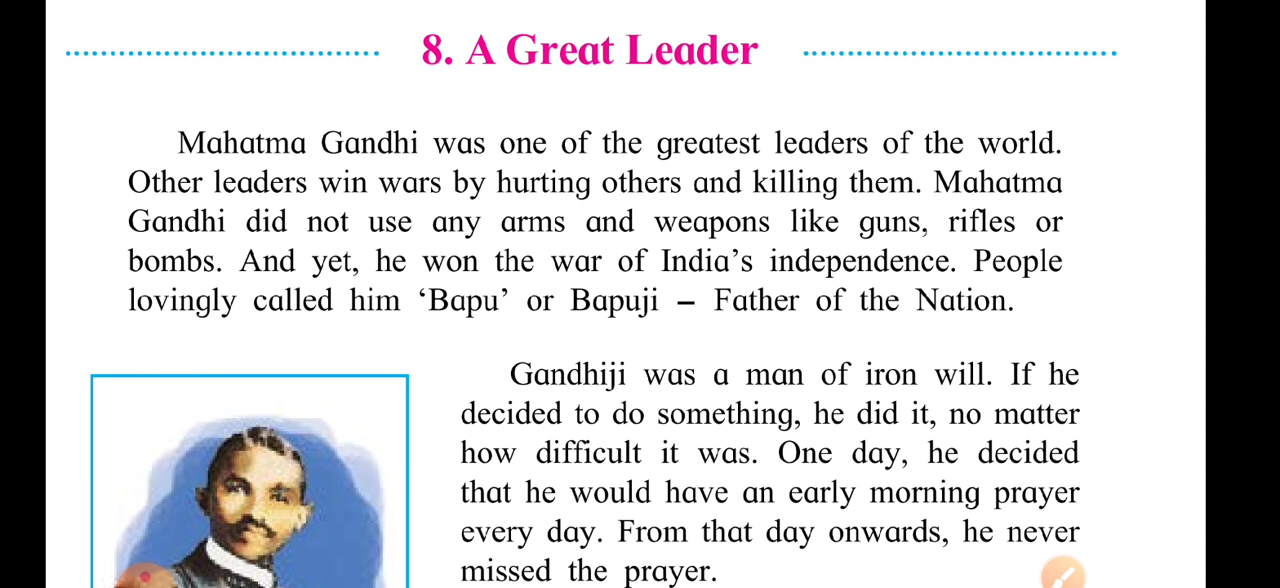 8. A Great Leader
Mahatma Gandhi was one of the greatest leaders of the world.
Other leaders win wars by hurting others and killing them. Mahatma
Gandhi did not use any arms and weapons like guns, rifles or
bombs. And yet, he won the war of India's independence. People
lovingly called him ‘Bapu’ or Bapuji – Father of the Nation.
Gandhiji was a man of iron will. If he
decided to do something, he did it, no matter
how difficult it was. One day, he decided
that he would have an early morning prayer
every day. From that day onwards, he never
missed the prayer.